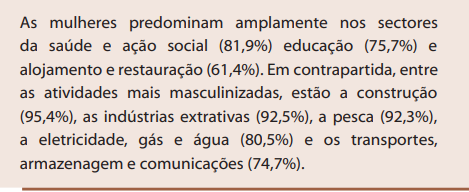 As mulheres predominam amplamente nos sectores
da saúde e ação social (81,9%) educação (75,7%) e
alojamento e restauração (61,4%). Em contrapartida, entre
as atividades mais masculinizadas, estão a construção
(95,4%), as indústrias extrativas (92,5%), a pesca (92,3%),
a eletricidade, gás e água (80,5%) e os transportes,
armazenagem e comunicações (74,7%).